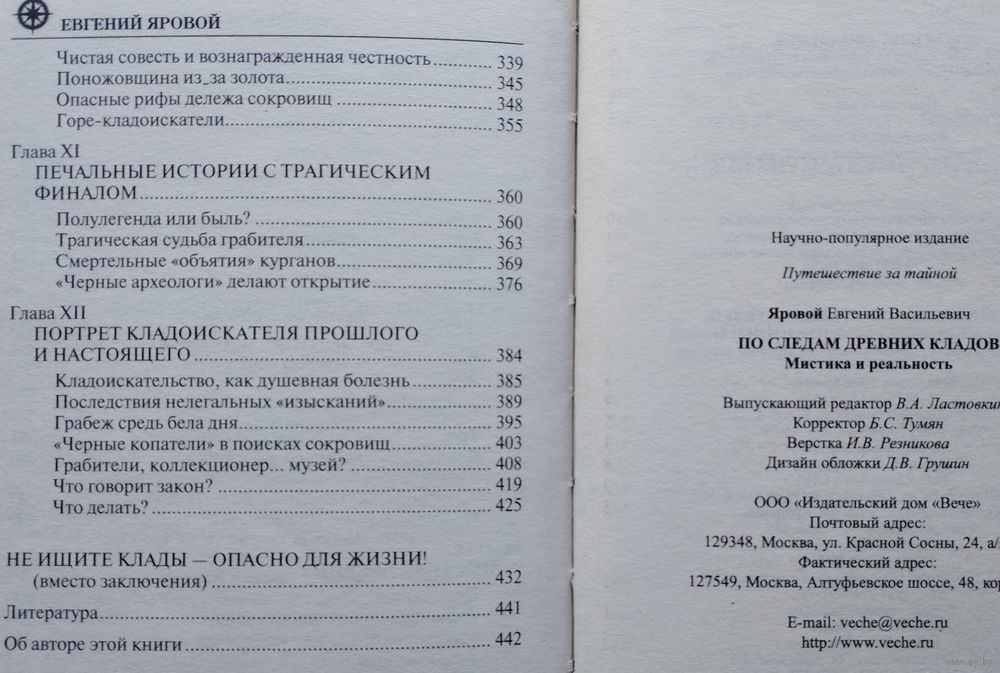 ЕВГЕНИЙ ЯРОВОЙ
Чистая совесть и вознагражденная честность.......... 339
Поножовщина из_за золота.......... 345
Опасные рифы дележа сокровищ .......... 348
Горе-кладоискатели.......... 355
Глава XI
ПЕЧАЛЬНЫЕ ИСТОРИИ С ТРАГИЧЕСКИМ
ФИНАЛОМ.......... 360
Полулегенда или быль? .......... 360
Трагическая судьба грабителя.......... 363
Смертельные «объятия» курганов.......... 369
«Черные археологи» делают открытие.......... 376
Глава XII
ПОРТРЕТ КЛАДОИСКАТЕЛЯ ПРОШЛОГО
И НАСТОЯЩЕГО.......... 384
Кладоискательство, как душевная болезнь.......... 385
Последствия нелегальных «изысканий».......... 389
Грабеж средь бела дня.......... 395
«Черные копатели» в поисках сокровищ.......... 403
Грабители, коллекционер... музей? .......... 408
Что говорит закон? .......... 419
Что делать? .......... 425
НЕ ИЩИТЕ КЛАДЫ — ОПАСНО ДЛЯ ЖИЗНИ!
(вместо заключения) .......... 432
Литература.......... 441
Об авторе этой книги .......... 442
Научно-популярное издание
Путешествие за тайной
Яровой Евгений Васильевич
ПО СЛЕДАМ ДРЕВНИХ КЛАДОВ
Мистика и реальность
Выпускающий редактор В.А. Ластовкин
Корректор Б.С. Тумян
Верстка И.В. Резникова
Дизайн обложки Д.В. Грушин
ООО «Издательский дом «Вече»
Почтовый адрес:
129348, Москва, ул. Красной Сосны, 24, а/
Фактический адрес:
127549, Москва, Алтуфьевское шоссе, 48, кор
E-mail: veche@veche.ru
http://www.veche.ru
www.ay.by